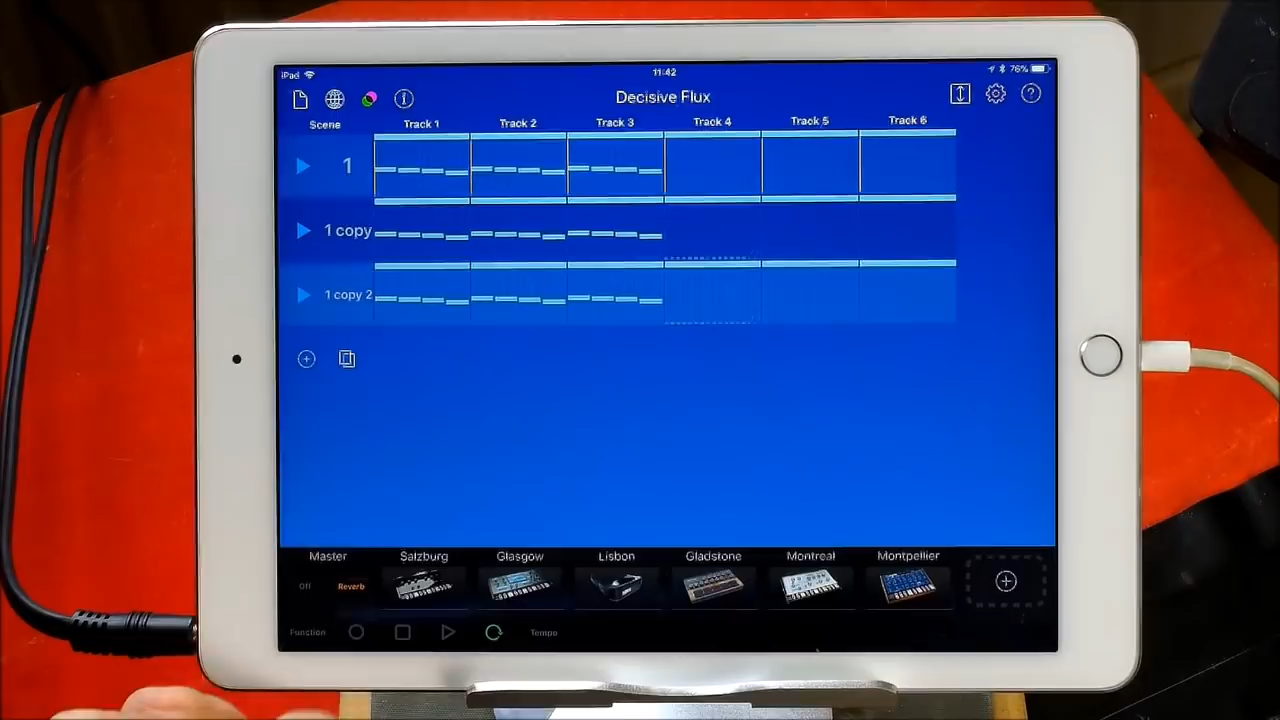 iPad 11:42 76%
Decisive Flux
Scene Track 1 Track 2 Track 3 Track 4 Track 5 Track 6
1
1 copy
1 copy 2
Master Salzburg Glasgow Lisbon Gladstone Montreal Montpellier
Off Reverb
Function Tempo